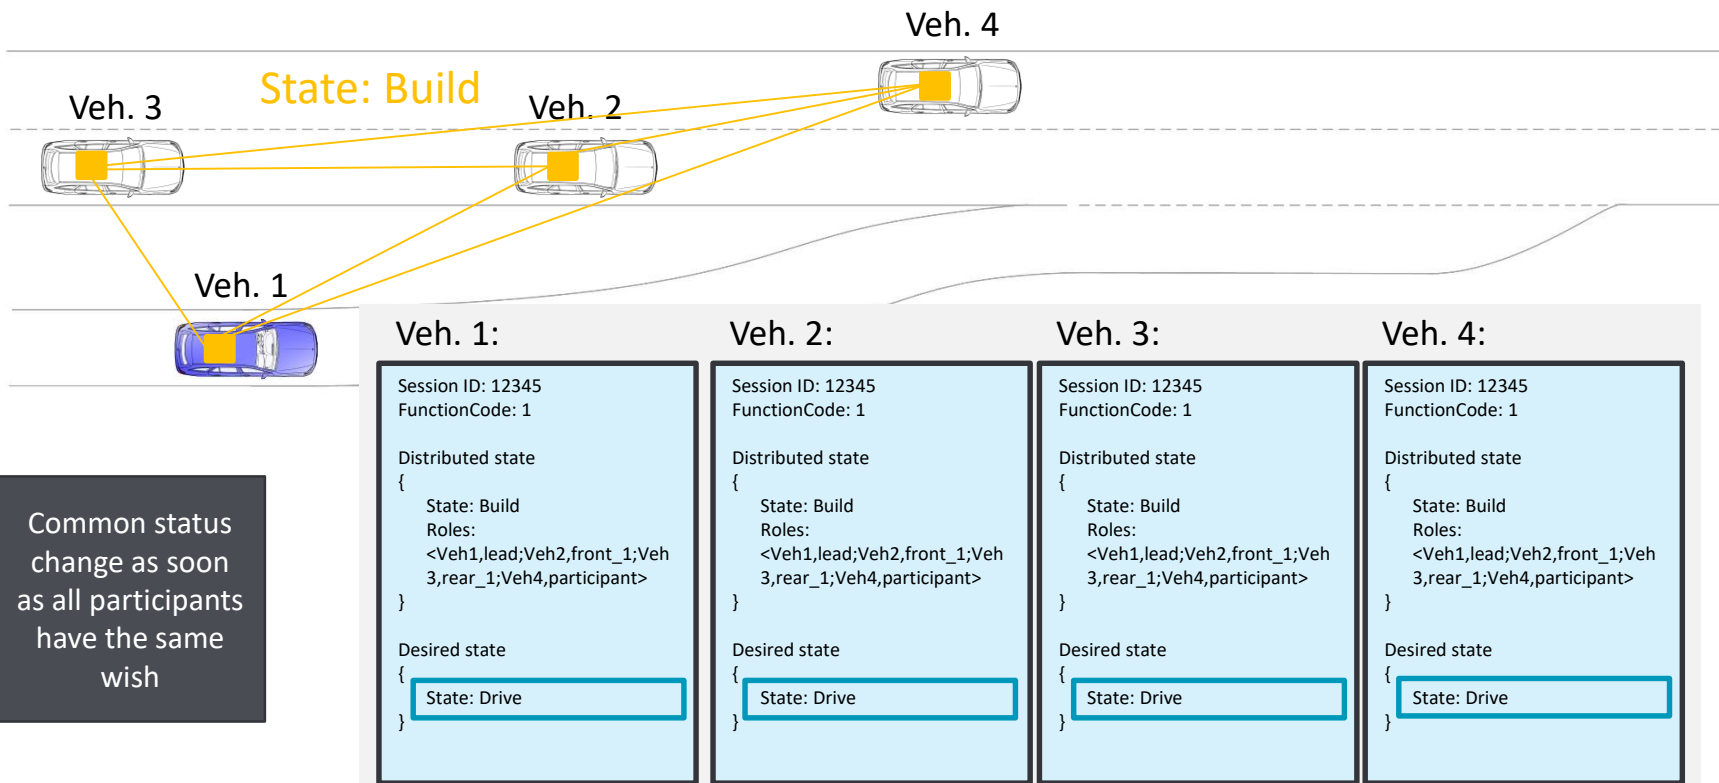 Veh. 4
State: Build
Veh. 3
Veh. 2
Veh. 1
Common status
change as soon
as all participants
have the same
wish
Veh. 1:
Session ID: 12345
FunctionCode: 1
Distributed state
{
State: Build
Roles:
<Veh1,lead;Veh2,front_1;Veh
3,rear_1;Veh4,participant>
}
Desired state
{
State: Drive
}
Veh. 2:
Session ID: 12345
FunctionCode: 1
Distributed state
{
State: Build
Roles:
<Veh1,lead;Veh2,front_1;Veh
3,rear_1;Veh4,participant>
}
Desired state
{
State: Drive
}
Veh. 3:
Session ID: 12345
FunctionCode: 1
Distributed state
{
State: Build
Roles:
<Veh1,lead;Veh2,front_1;Veh
3,rear_1;Veh4,participant>
}
Desired state
{
State: Drive
}
Veh. 4:
Session ID: 12345
FunctionCode: 1
Distributed state
{
State: Build
Roles:
<Veh1,lead;Veh2,front_1;Veh
3,rear_1;Veh4,participant>
}
Desired state
{
State: Drive
}